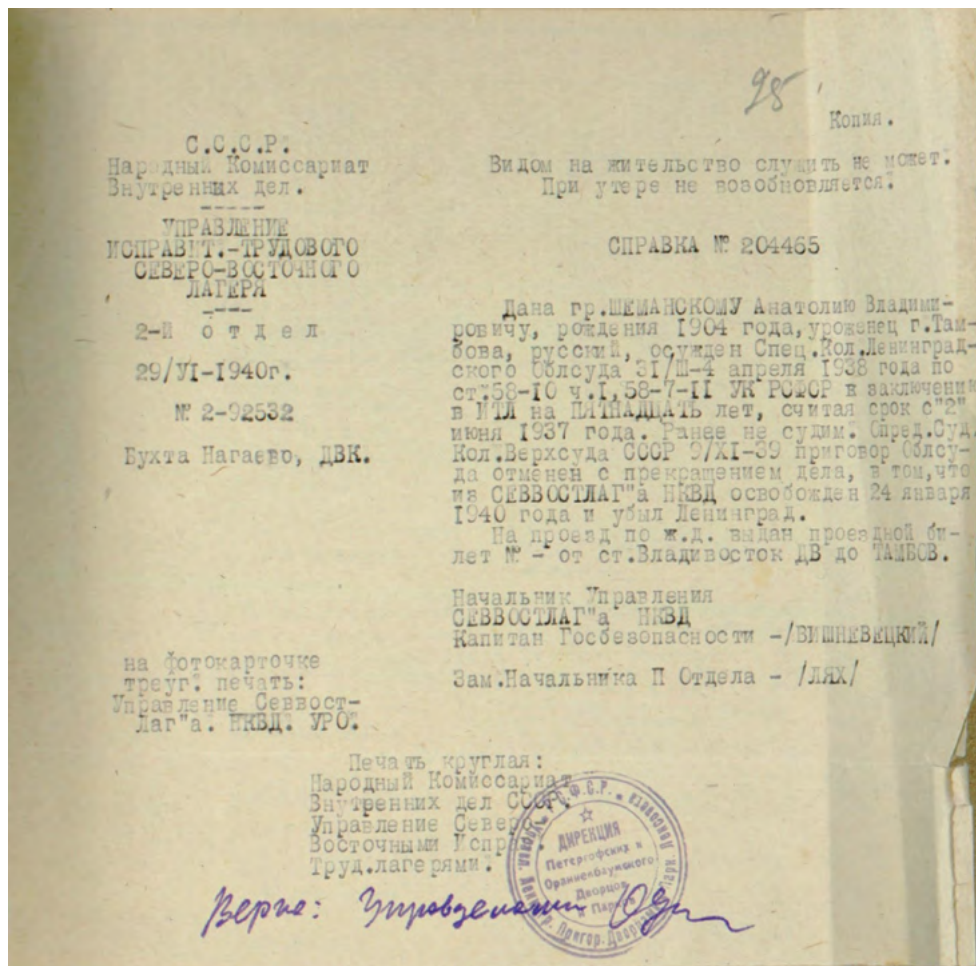 98
Копия.
С.С.С.Р.
Народный Комиссариат
Внутренних дел.
УПРАВЛЕНИЕ
ИСПРАВИТ.-ТРУДОВОГО
СЕВЕРО-ВОСТОЧНОГО
ЛАГЕРЯ
2-й отдел
29/VI-1940г.
№ 2-92532
Бухта Нагаево, ДВК.
Видом на жительство служить не может.
При утере не возобновляется.
СПРАВКА № 204465
Дана гр.ШЕМАНСКОМУ Анатолию Владими-
ровичу, рождения 1904 года,уроженец г.Там-
бова, русский, осужден Спец.Кол.Ленинград-
ского Облсуда 31/Ш-4 апреля 1938 года по
ст.58-10 ч.I,58-7-II УК РСФСР к заключению
в ИТЛ на ПЯТНАДЦАТЬ лет, считая срок с"2"
июня 1937 года. Ранее не судим. Опред.Суд.
Кол.Верхсуда СССР 9/XI-39 приговор Облсу-
да отменен с прекращением дела, в том,что
из СЕВВОСТЛАГ"а НКВД освобожден 24 января
1940 года и убыл Ленинград.
На проезд по ж.д. выдан проездной би-
лет № - от ст.Владивосток ДВ до ТАМБОВ.
Начальник Управления
СЕВВОСТЛАГ"а НКВД
Капитан Госбезопасности -/ВИШНЕВЕЦКИЙ/
Зам.Начальника П Отдела - /ЛЯХ/
на фотокарточке
треуг. печать:
Управление Севвост-
Лаг"а. НКВД. УРО.
Печать круглая:
Народный Комиссариат
Внутренних дел СССР.
Управление Северо
Восточными Испр.
Труд.лагерями.
ДИРЕКЦИЯ
Петергофских и
Ораниенбаумского
Дворцов
и Парков
Верно: Управделами